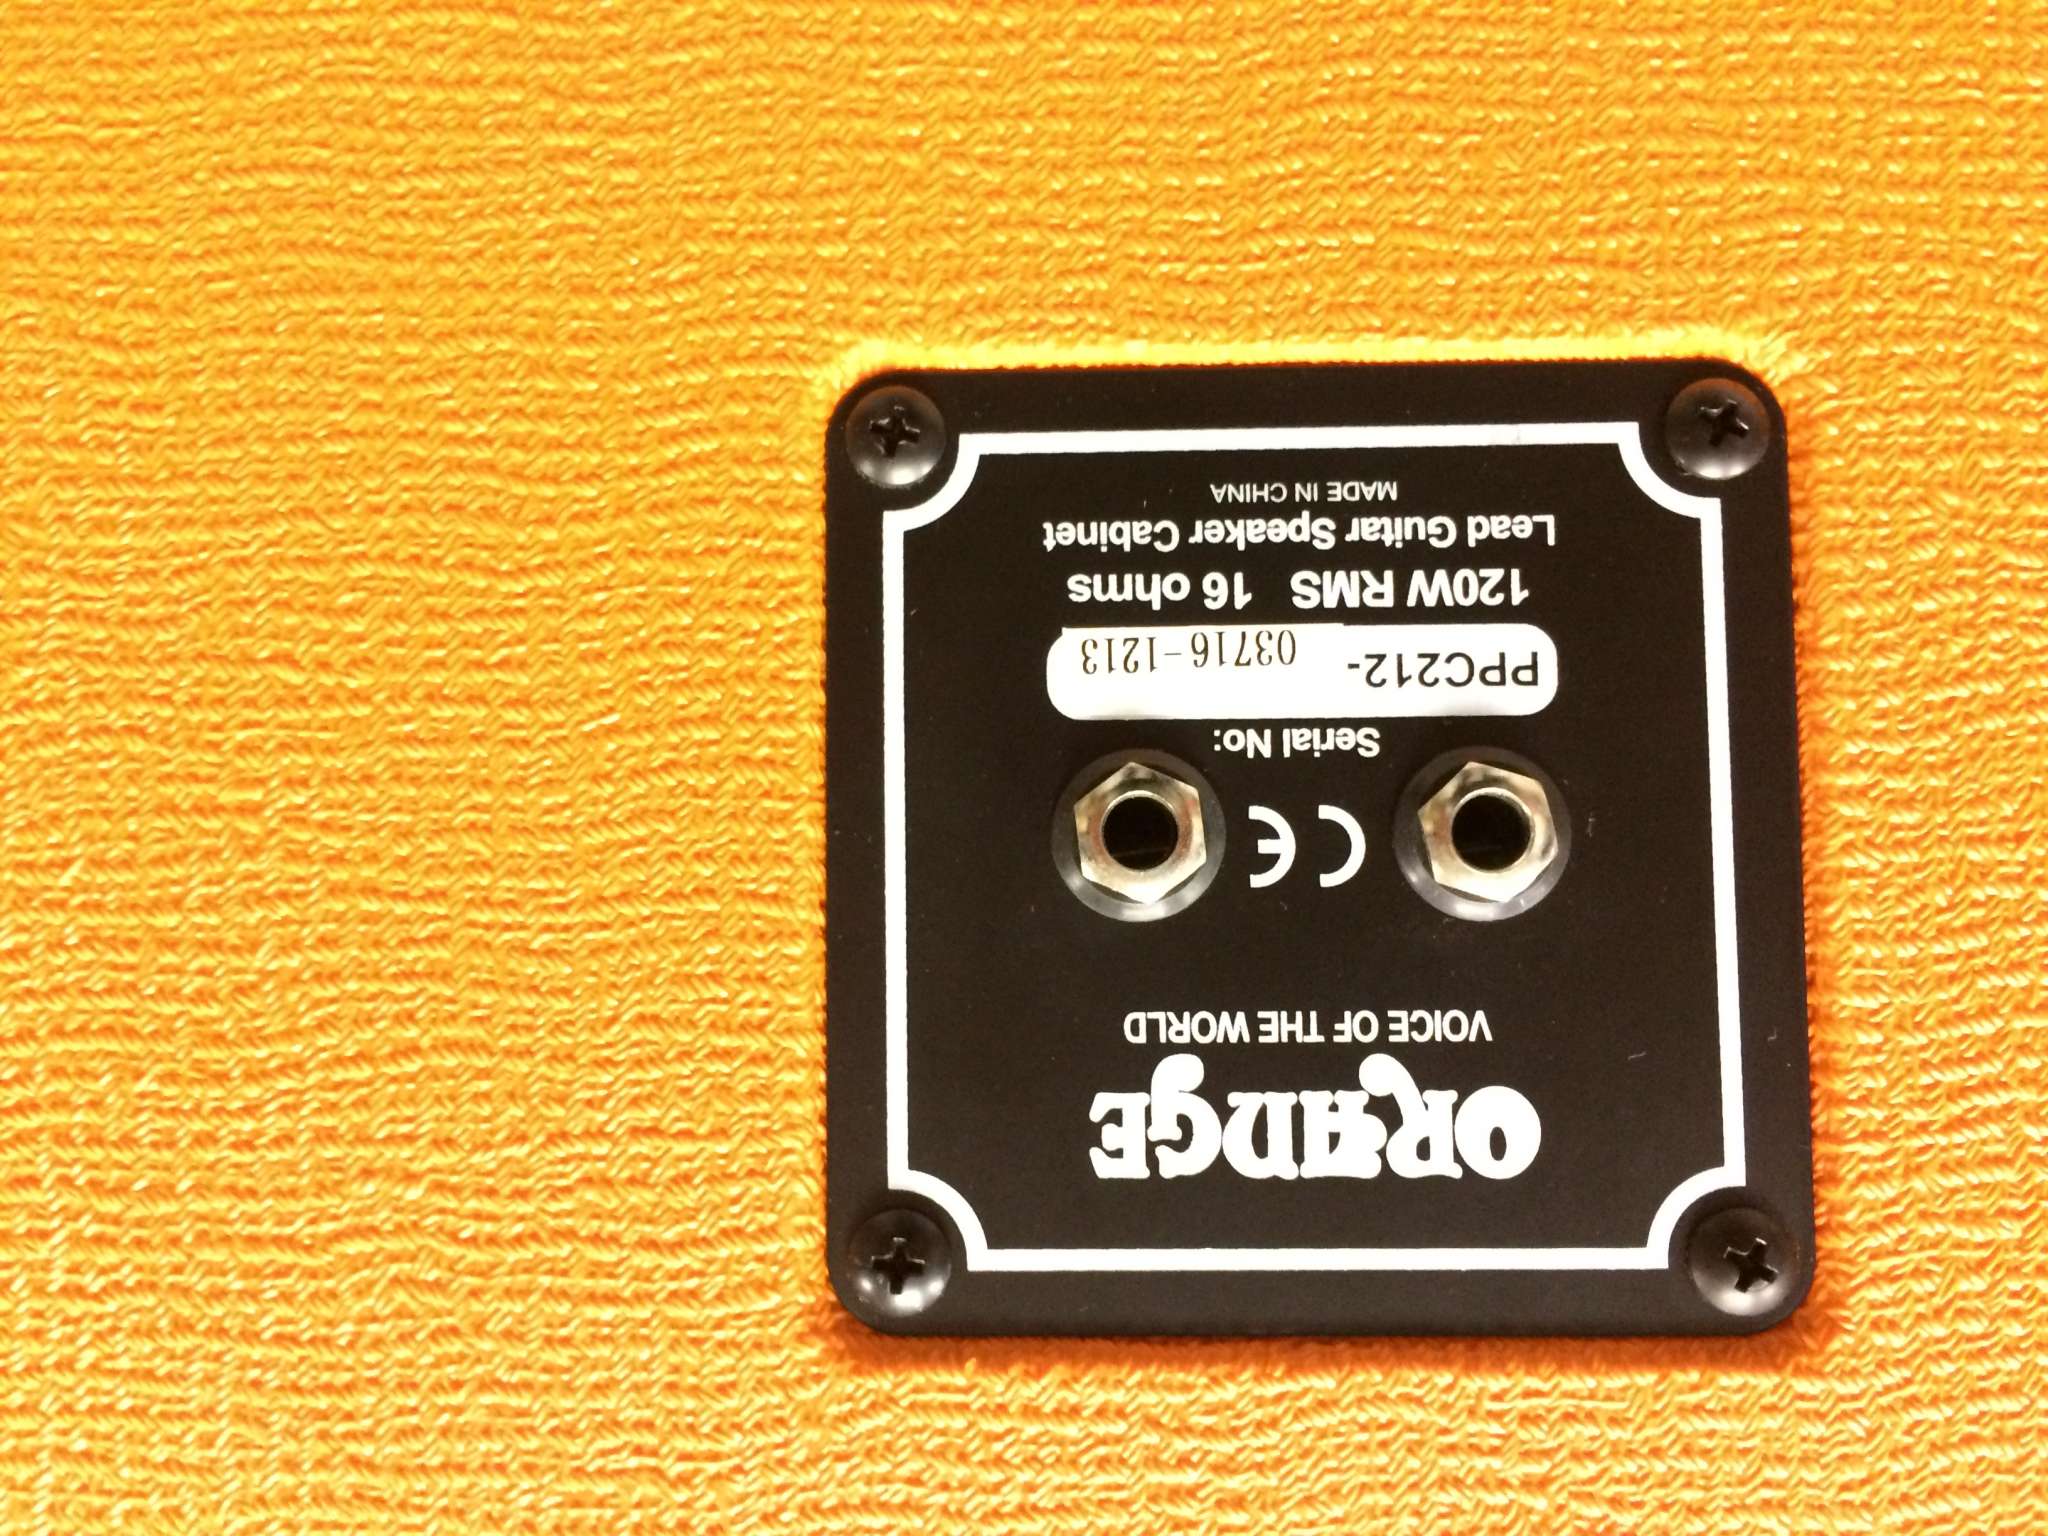 ORANGE
VOICE OF THE WORLD
CE
Serial No:
PPC212- 03716-1213
120W RMS 16 ohms
Lead Guitar Speaker Cabinet
MADE IN CHINA